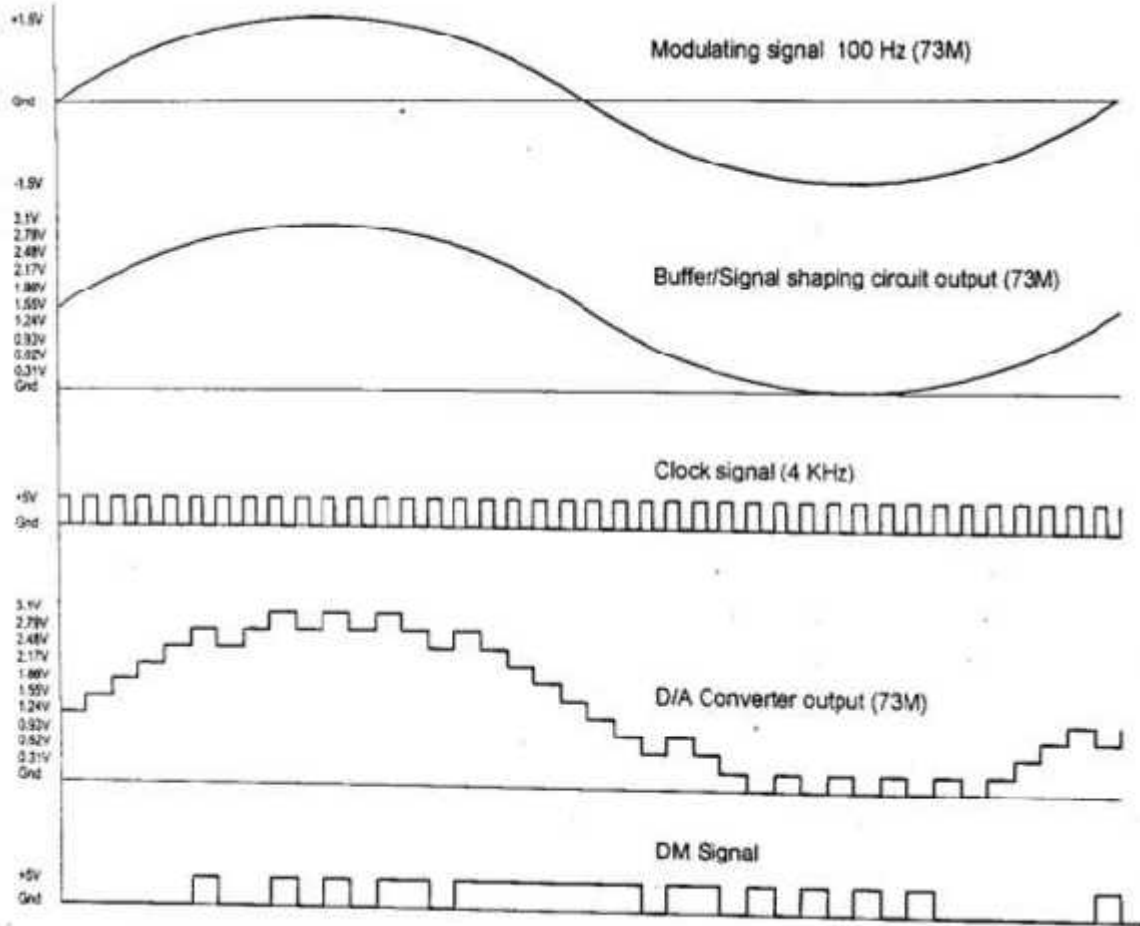 +1.5V
Modulating signal 100 Hz (73M)
Gnd
-1.5V
3.1V
2.79V
2.48V
2.17V
1.86V
1.55V
1.24V
0.93V
0.62V
0.31V
Gnd
Buffer/Signal shaping circuit output (73M)
Clock signal (4 KHz)
+5V
Gnd
3.1V
2.79V
2.48V
2.17V
1.86V
1.55V
1.24V
0.93V
0.62V
0.31V
Gnd
D/A Converter output (73M)
DM Signal
+5V
Gnd